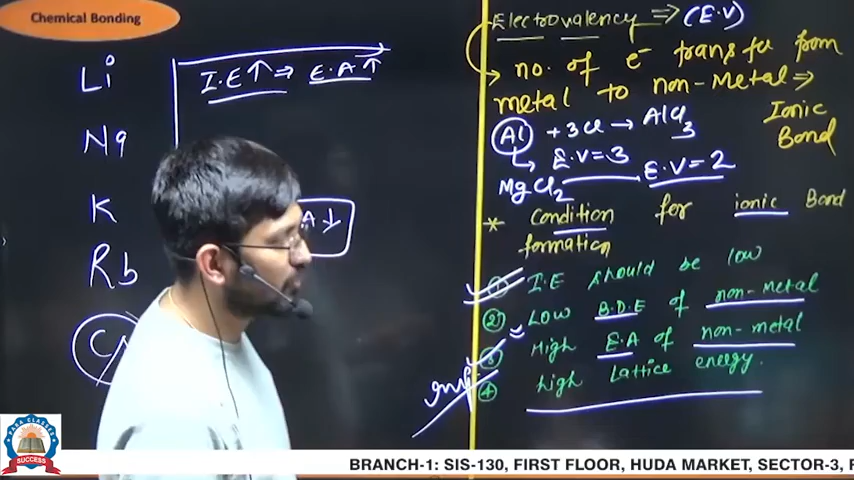 Chemical Bonding
Li
Na
K
Rb
I.E↑ ⇒ E.A↑
A↓
Electrovalency ⇒ (E.V)
→ no. of e⁻ transfer from
metal to non-Metal ⇒
Ionic
Bond
Al + 3Cl → AlCl3
E.V=3
MgCl2 E.V=2
* Condition for ionic Bond
formation
① I.E should be low
② Low B.D.E of non-metal
③ High E.A of non-metal
④ high Lattice energy.
Imp
PARA CLASSES
SUCCESS
BRANCH-1: SIS-130, FIRST FLOOR, HUDA MARKET, SECTOR-3, F